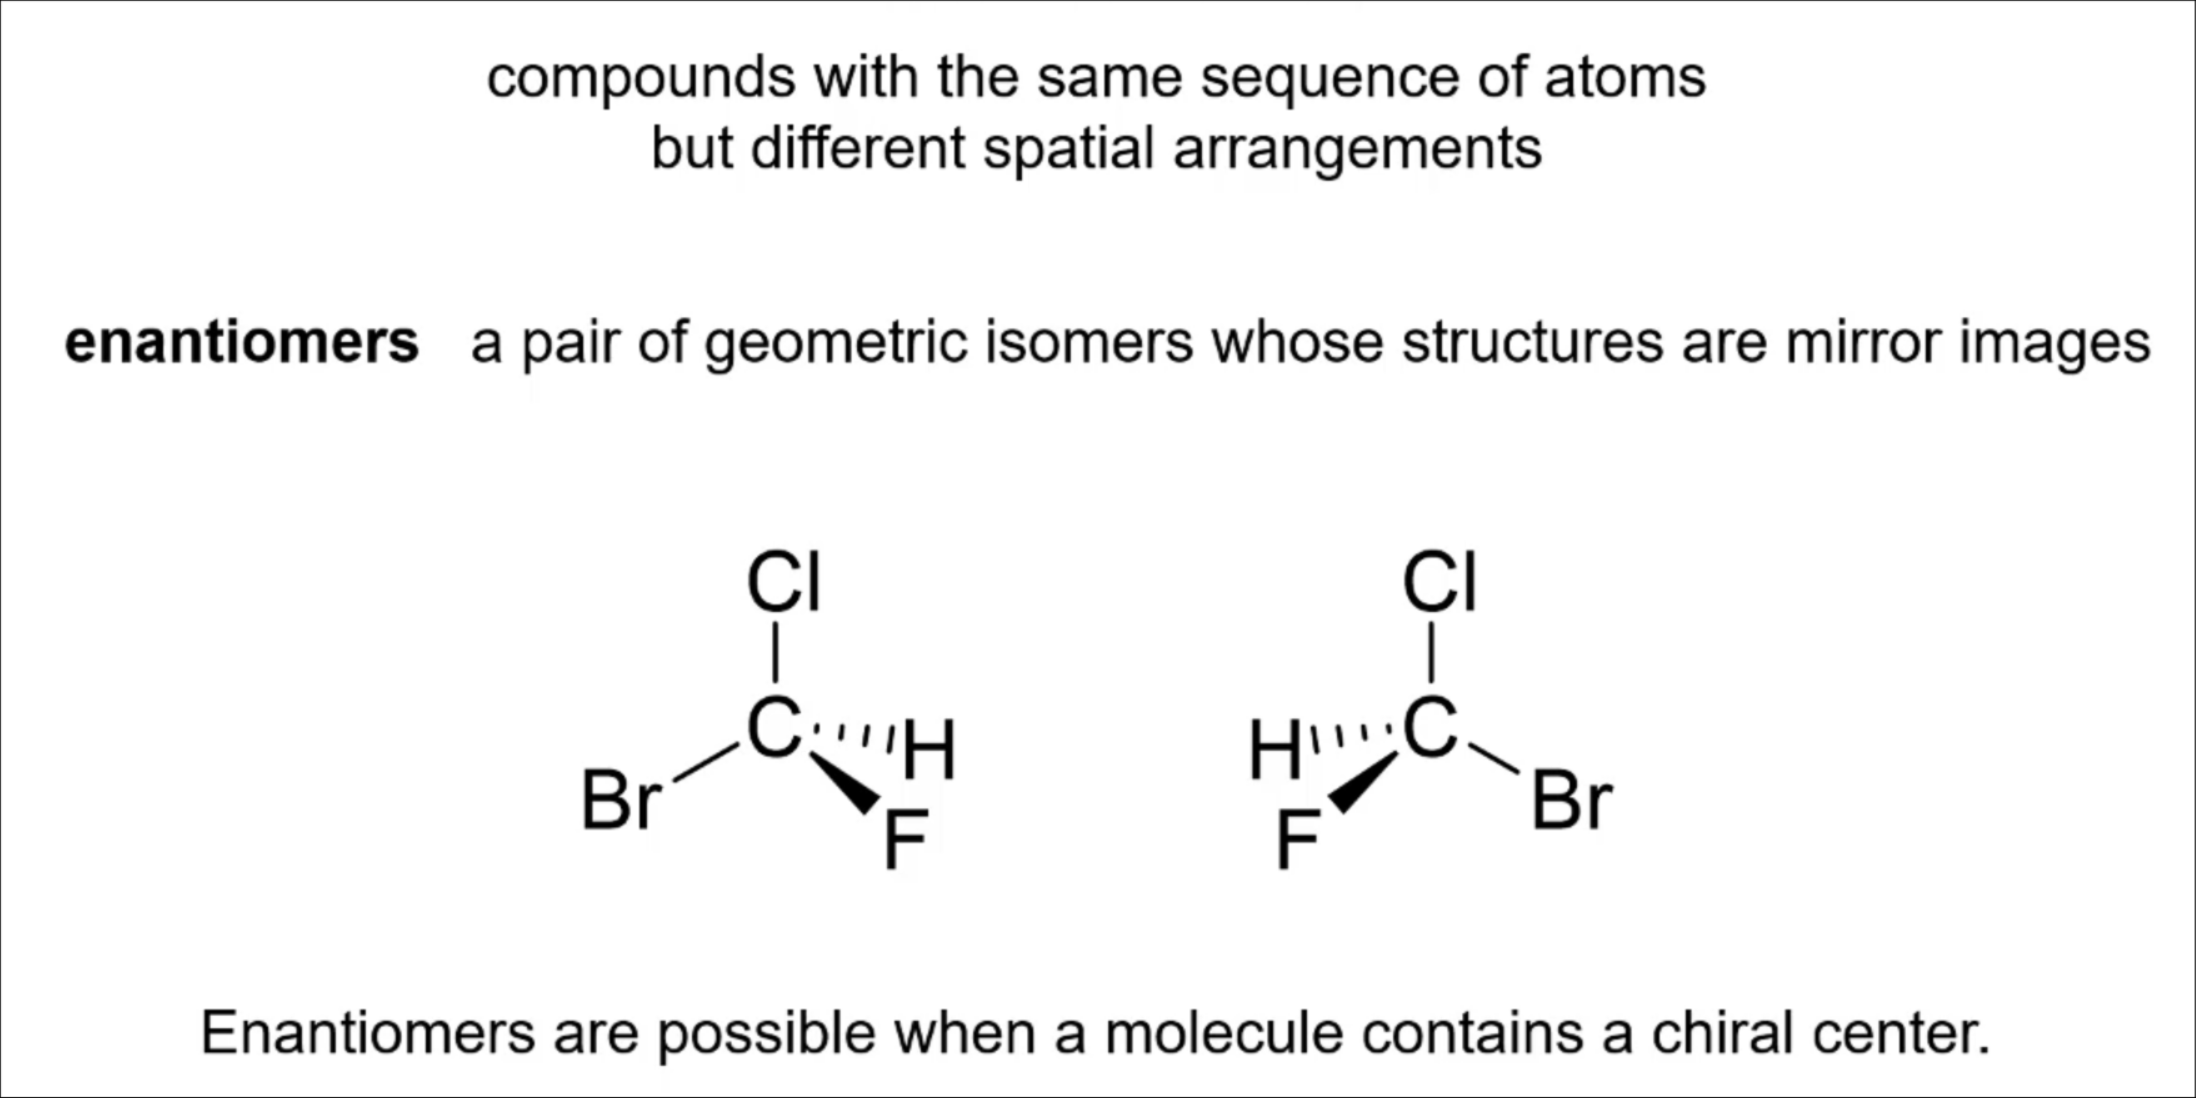 compounds with the same sequence of atoms
but different spatial arrangements
enantiomers a pair of geometric isomers whose structures are mirror images
Cl Cl
C H H C
Br Br
F F
Enantiomers are possible when a molecule contains a chiral center.